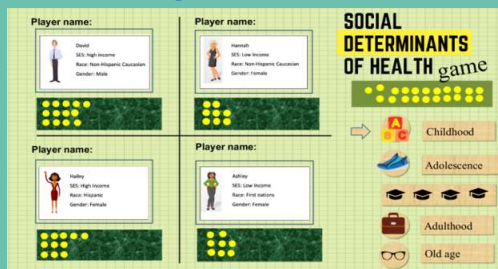 Player name:
David
SES: high Income
Race: Non-Hispanic Caucasian
Gender: Male
Player name:
Hannah
SES: Low Income
Race: Non-Hispanic Caucasian
Gender: Female
Player name:
Hailey
SES: High Income
Race: Hispanic
Gender: Female
Player name:
Ashley
SES: Low Income
Race: First nations
Gender: Female
SOCIAL
DETERMINANTS
OF HEALTH game
A
B C
Childhood
Adolescence
Adulthood
Old age